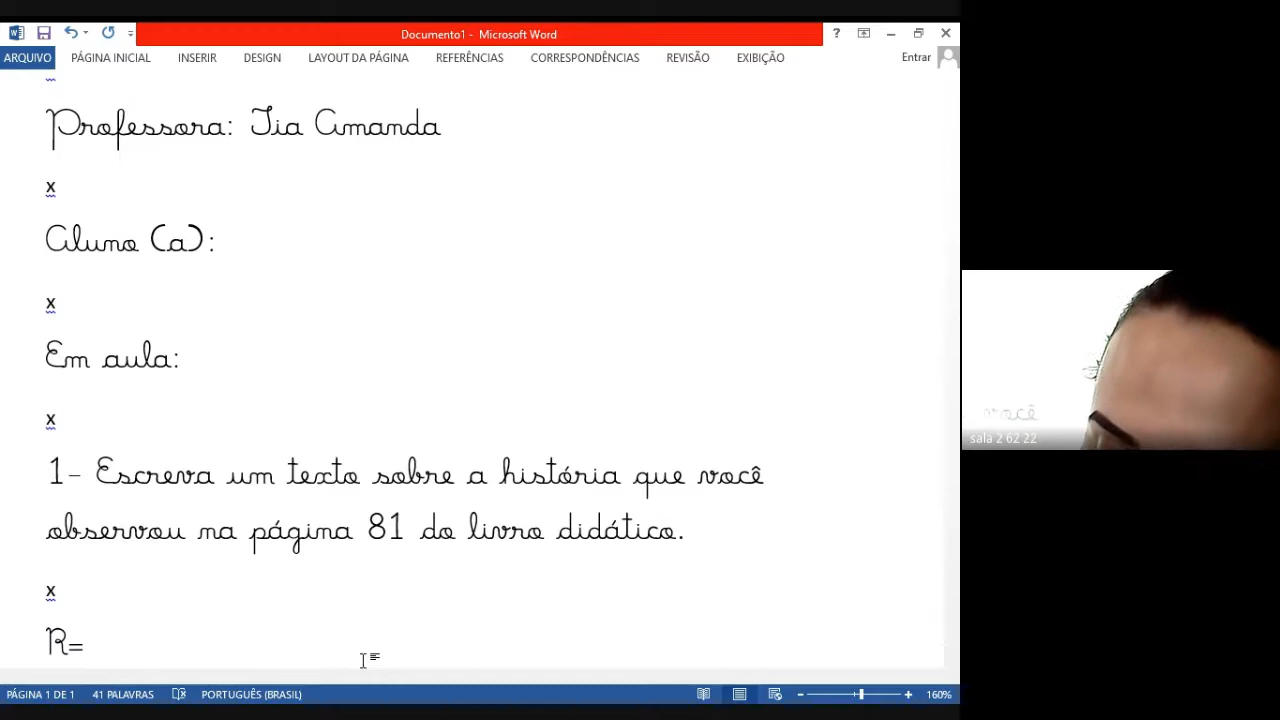 Documento1 - Microsoft Word
?
ARQUIVO PÁGINA INICIAL INSERIR DESIGN LAYOUT DA PÁGINA REFERÊNCIAS CORRESPONDÊNCIAS REVISÃO EXIBIÇÃO Entrar
Professora: Tia Amanda
x
Aluno (a):
x
Em aula:
x
1- Escreva um texto sobre a história que você
observou na página 81 do livro didático.
x
R=
você
sala 2 62 22
PÁGINA 1 DE 1 41 PALAVRAS PORTUGUÊS (BRASIL) 160%